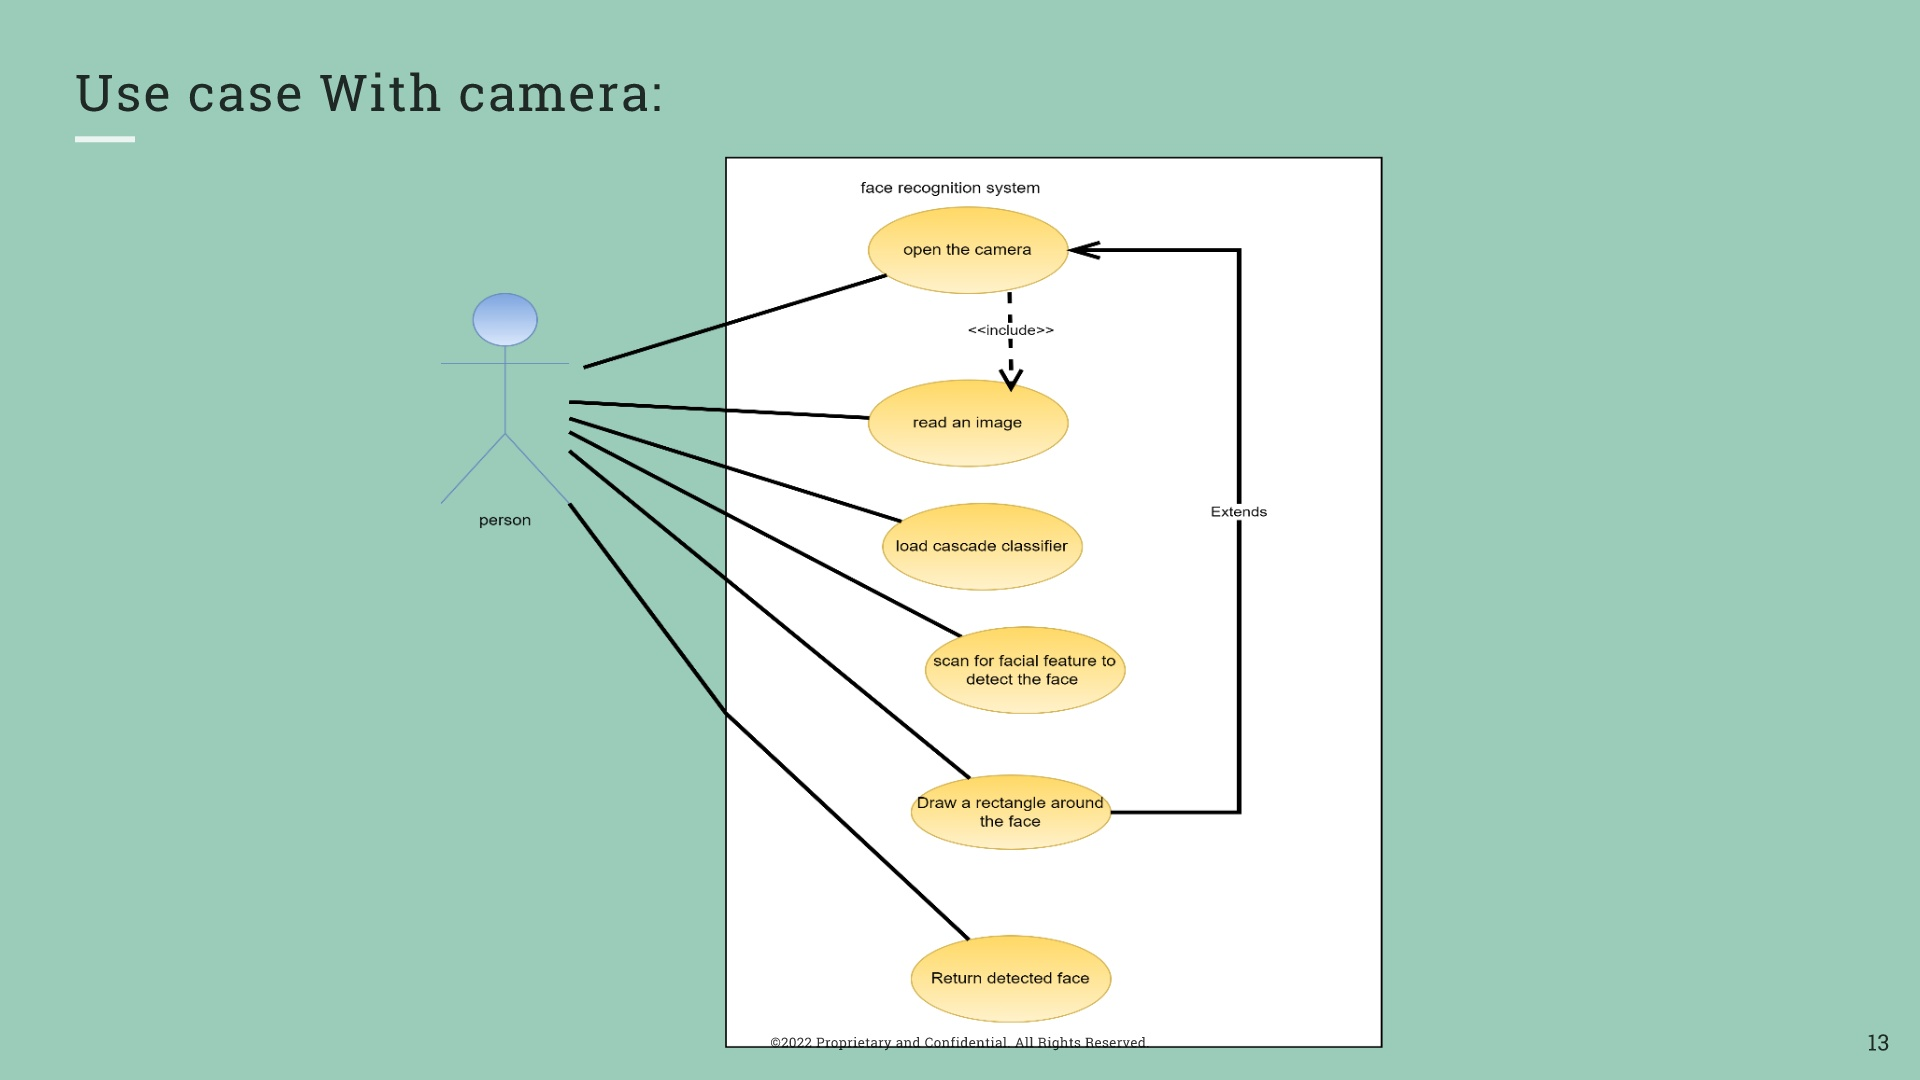 Use case With camera:
face recognition system
open the camera
<<include>>
read an image
Extends
person
load cascade classifier
scan for facial feature to
detect the face
Draw a rectangle around
the face
Return detected face
©2022 Proprietary and Confidential. All Rights Reserved.
13